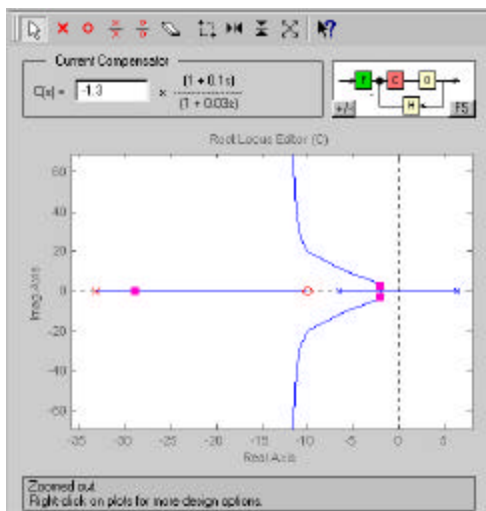 Current Compensator
C(s) = -1.3 x (1 + 0.1s)
(1 + 0.03s)
F C G
H
+/- FS
Root Locus Editor (C)
60
40
20
0
-20
-40
-60
Imag Axis
-35 -30 -25 -20 -15 -10 -5 0 5
Real Axis
Zoomed out.
Right-click on plots for more design options.